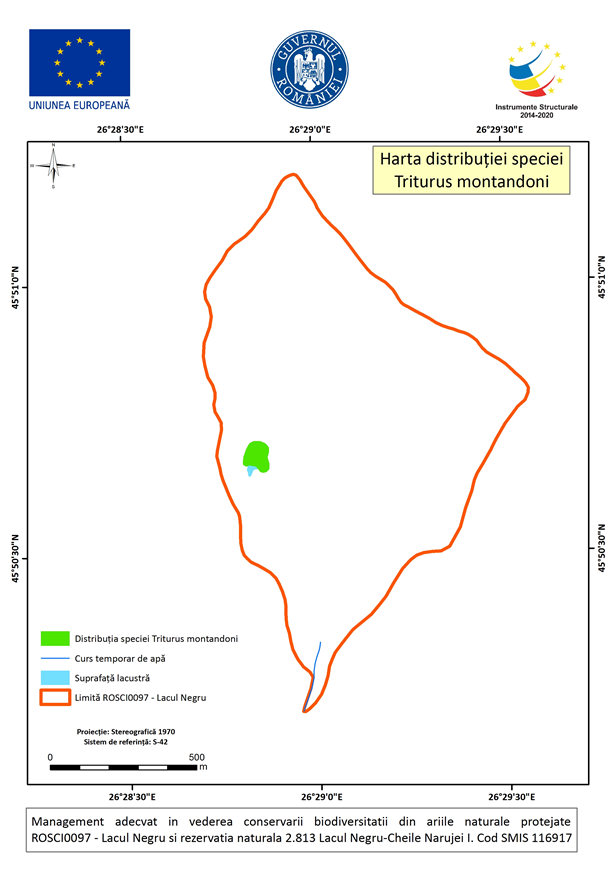 UNIUNEA EUROPEANĂ
GUVERNUL ROMÂNIEI
Instrumente Structurale
2014-2020
26°28'30"E 26°29'0"E 26°29'30"E
N
E
S
Harta distribuției speciei
Triturus montandoni
45°51'0"N 45°51'0"N
45°50'30"N 45°50'30"N
Distribuția speciei Triturus montandoni
Curs temporar de apă
Suprafață lacustră
Limită ROSCI0097 - Lacul Negru
Proiecție: Stereografică 1970
Sistem de referință: S-42
0 500
m
26°28'30"E 26°29'0"E 26°29'30"E
Management adecvat in vederea conservarii biodiversitatii din ariile naturale protejate
ROSCI0097 - Lacul Negru si rezervatia naturala 2.813 Lacul Negru-Cheile Narujei I. Cod SMIS 116917